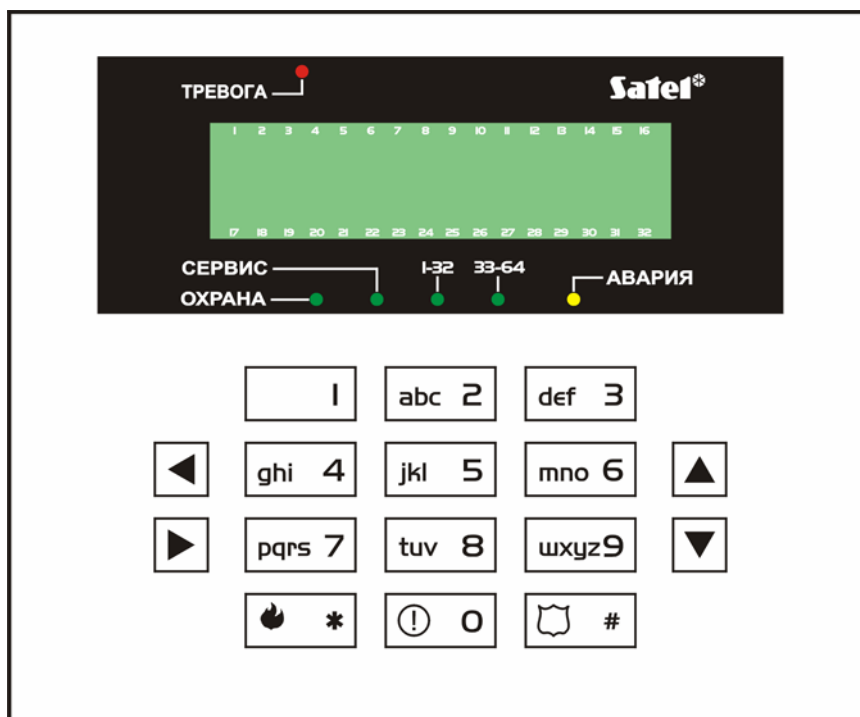 ТРЕВОГА
Satel
1 2 3 4 5 6 7 8 9 10 11 12 13 14 15 16
17 18 19 20 21 22 23 24 25 26 27 28 29 30 31 32
СЕРВИС 1-32 33-64 АВАРИЯ
ОХРАНА
1 abc 2 def 3
ghi 4 jkl 5 mno 6
pqrs 7 tuv 8 wxyz 9
* ! 0 #